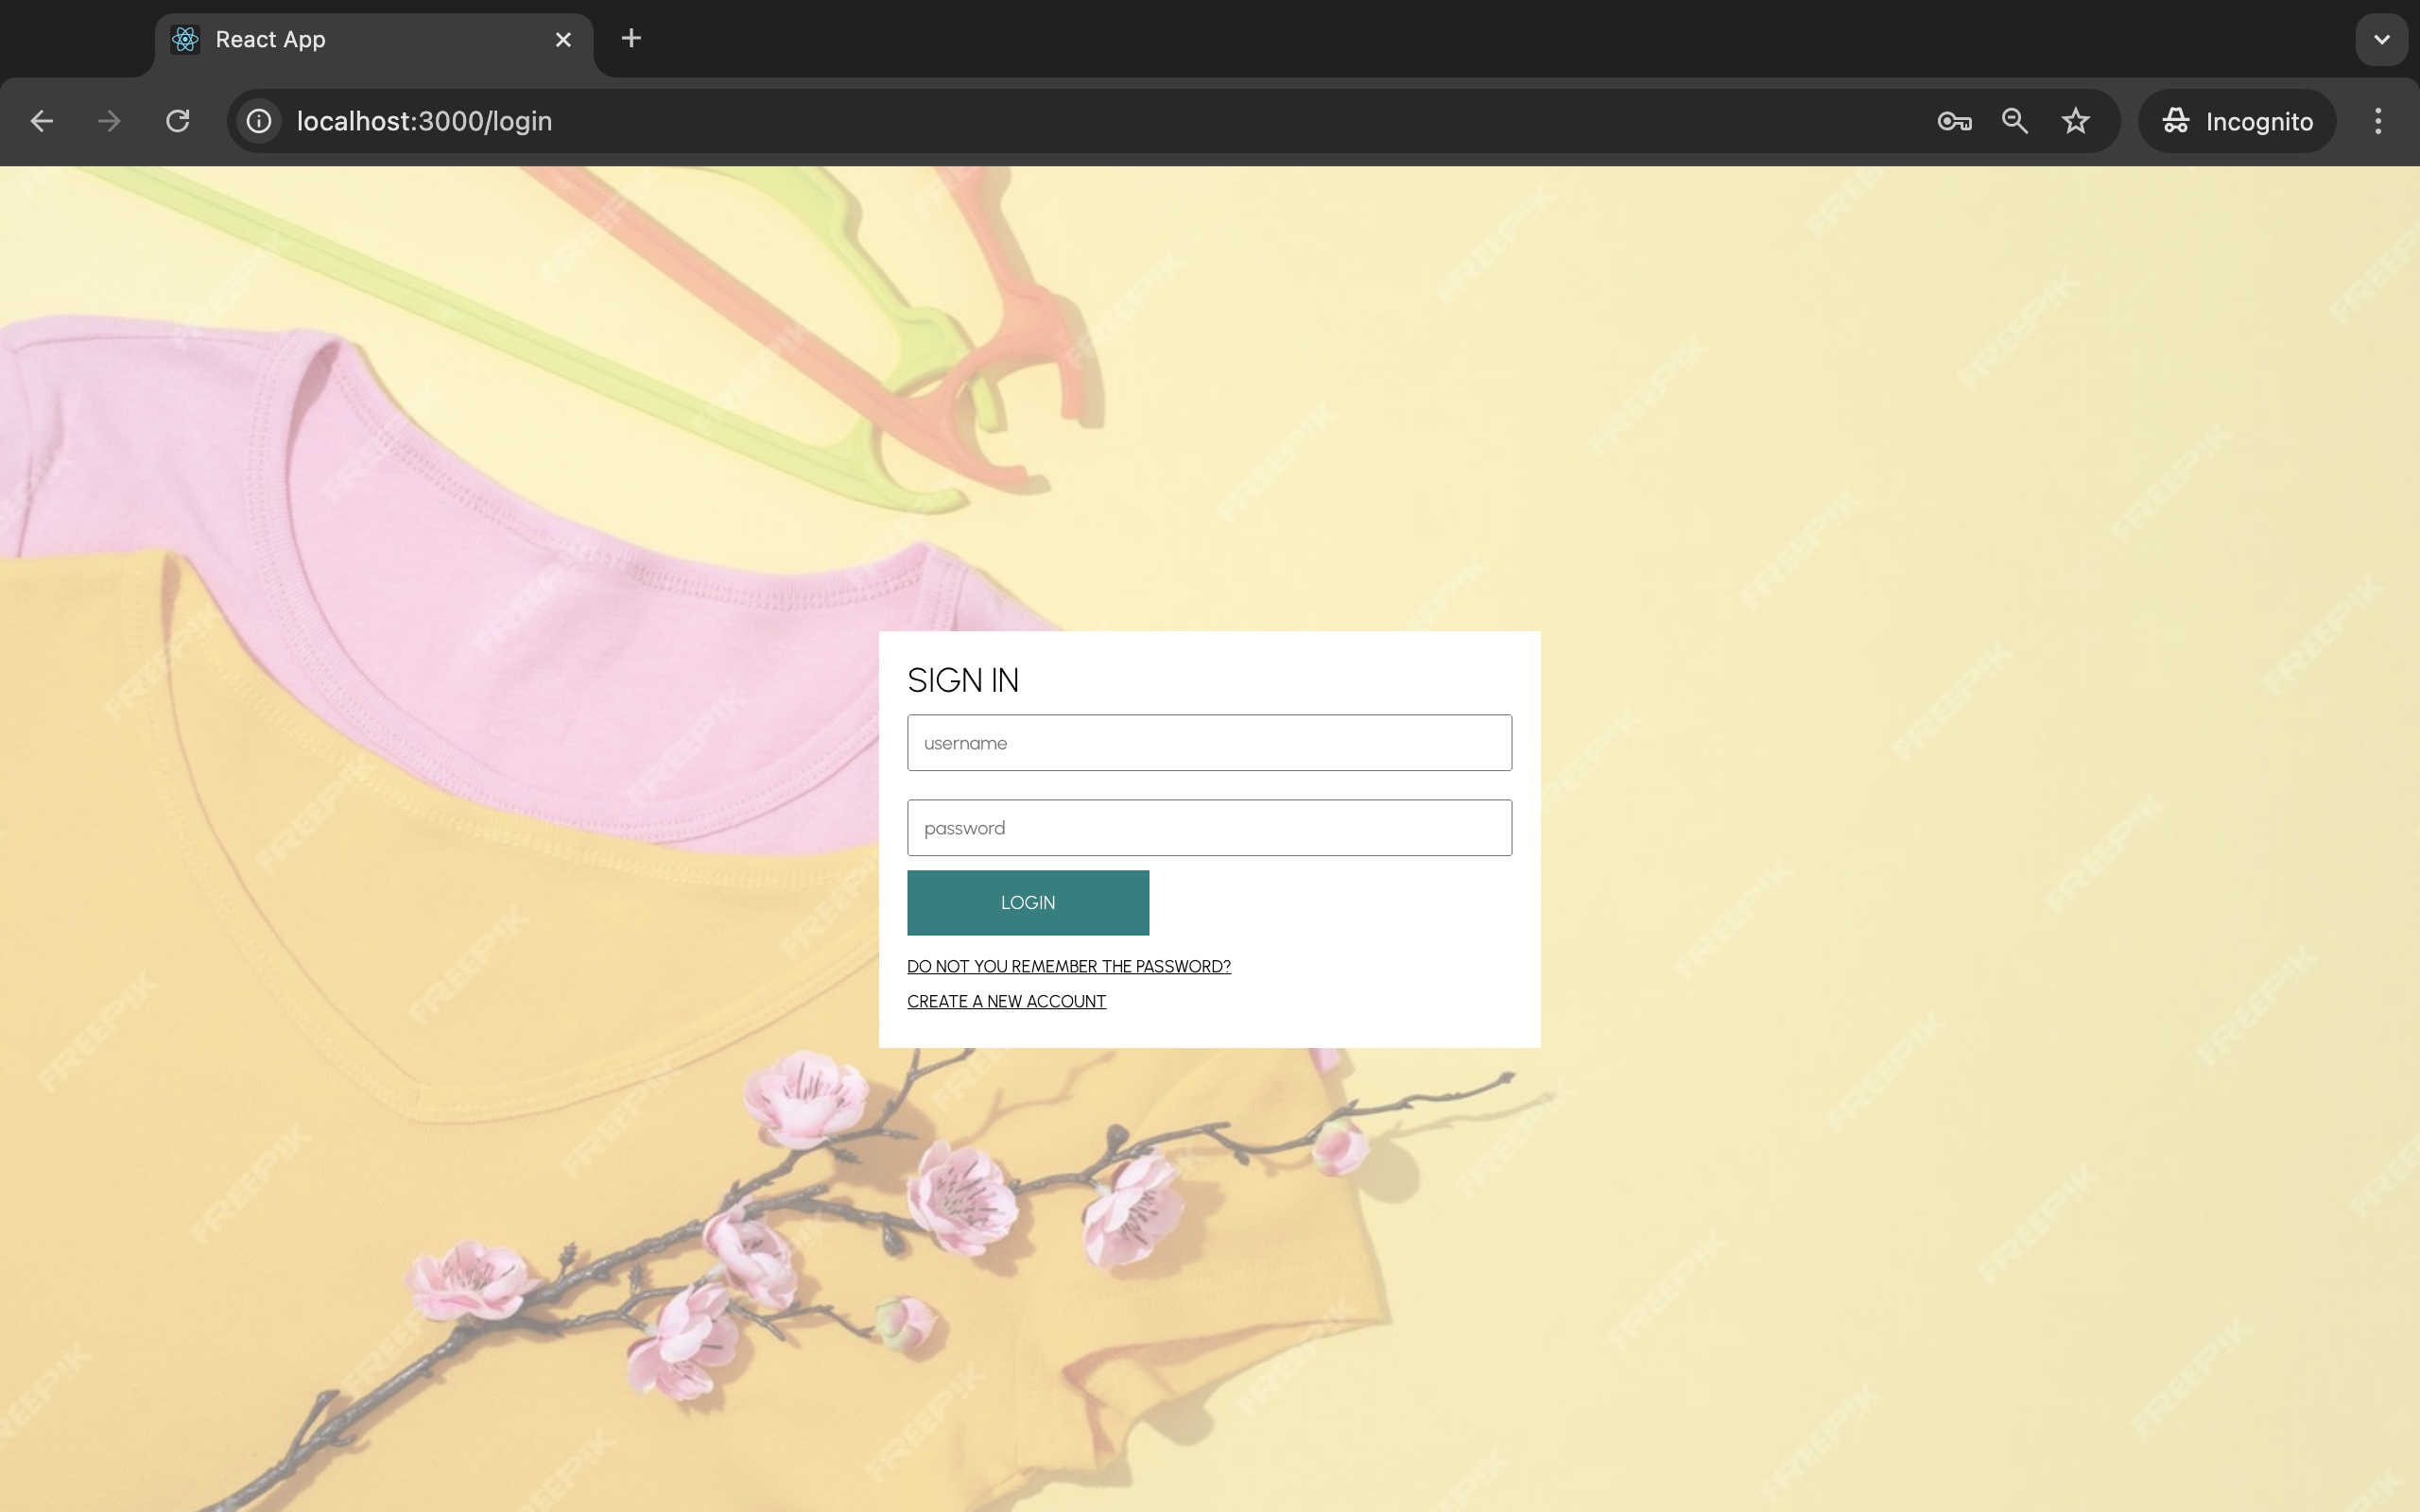 React App
localhost:3000/login
Incognito
SIGN IN
username
password
LOGIN
DO NOT YOU REMEMBER THE PASSWORD?
CREATE A NEW ACCOUNT
FREEPIK